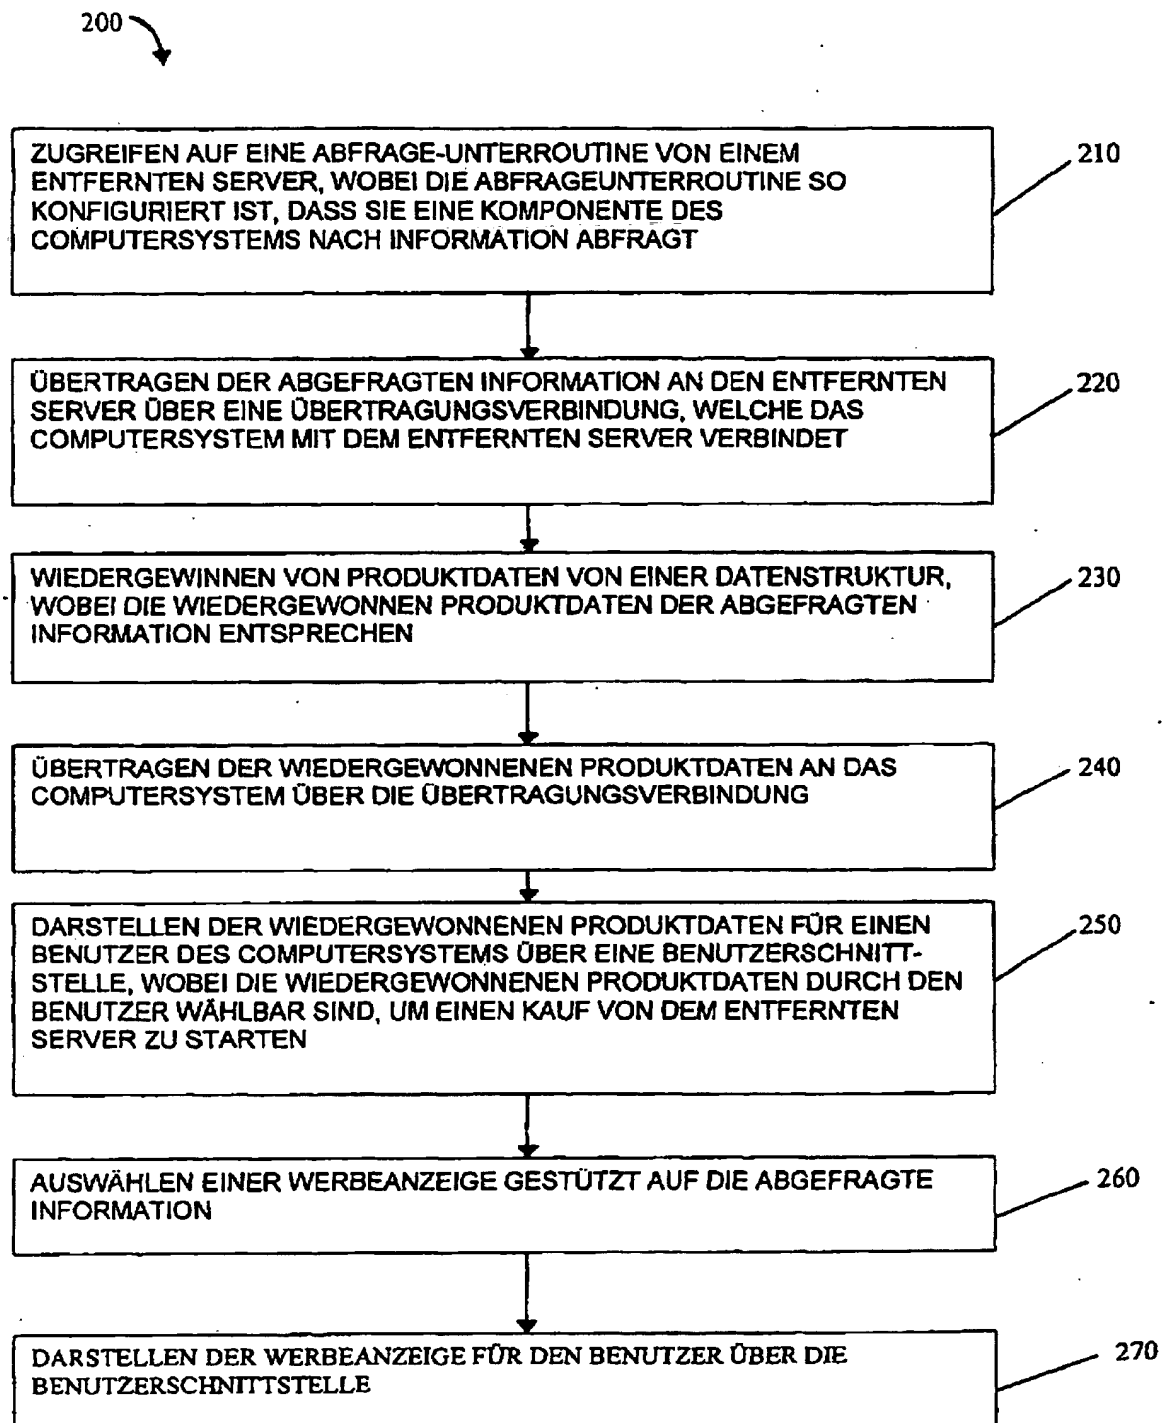 200
ZUGREIFEN AUF EINE ABFRAGE-UNTERROUTINE VON EINEM
ENTFERNTEN SERVER, WOBEI DIE ABFRAGEUNTERROUTINE SO
KONFIGURIERT IST, DASS SIE EINE KOMPONENTE DES
COMPUTERSYSTEMS NACH INFORMATION ABFRAGT
210
ÜBERTRAGEN DER ABGEFRAGTEN INFORMATION AN DEN ENTFERNTEN
SERVER ÜBER EINE ÜBERTRAGUNGSVERBINDUNG, WELCHE DAS
COMPUTERSYSTEM MIT DEM ENTFERNTEN SERVER VERBINDET
220
WIEDERGEWINNEN VON PRODUKTDATEN VON EINER DATENSTRUKTUR,
WOBEI DIE WIEDERGEWONNEN PRODUKTDATEN DER ABGEFRAGTEN
INFORMATION ENTSPRECHEN
230
ÜBERTRAGEN DER WIEDERGEWONNENEN PRODUKTDATEN AN DAS
COMPUTERSYSTEM ÜBER DIE ÜBERTRAGUNGSVERBINDUNG
240
DARSTELLEN DER WIEDERGEWONNENEN PRODUKTDATEN FÜR EINEN
BENUTZER DES COMPUTERSYSTEMS ÜBER EINE BENUTZERSCHNITT-
STELLE, WOBEI DIE WIEDERGEWONNENEN PRODUKTDATEN DURCH DEN
BENUTZER WÄHLBAR SIND, UM EINEN KAUF VON DEM ENTFERNTEN
SERVER ZU STARTEN
250
AUSWÄHLEN EINER WERBEANZEIGE GESTÜTZT AUF DIE ABGEFRAGTE
INFORMATION
260
DARSTELLEN DER WERBEANZEIGE FÜR DEN BENUTZER ÜBER DIE
BENUTZERSCHNITTSTELLE
270